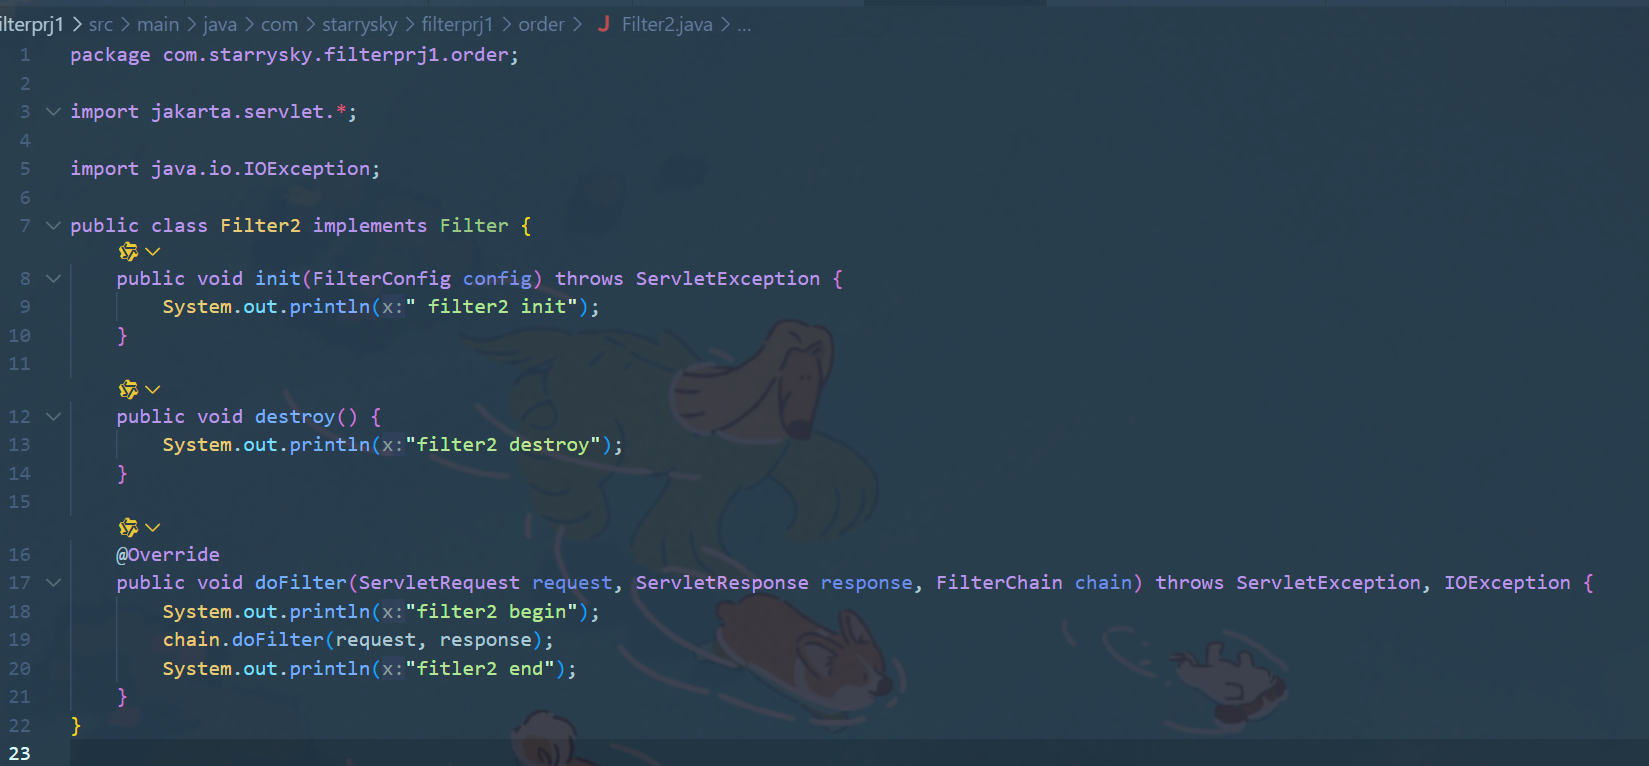 ilterprj1 > src > main > java > com > starrysky > filterprj1 > order > J Filter2.java > ...
1 package com.starrysky.filterprj1.order;
2
3 import jakarta.servlet.*;
4
5 import java.io.IOException;
6
7 public class Filter2 implements Filter {
8 public void init(FilterConfig config) throws ServletException {
9 System.out.println(x:" filter2 init");
10 }
11
12 public void destroy() {
13 System.out.println(x:"filter2 destroy");
14 }
15
16 @Override
17 public void doFilter(ServletRequest request, ServletResponse response, FilterChain chain) throws ServletException, IOException {
18 System.out.println(x:"filter2 begin");
19 chain.doFilter(request, response);
20 System.out.println(x:"fitler2 end");
21 }
22 }
23